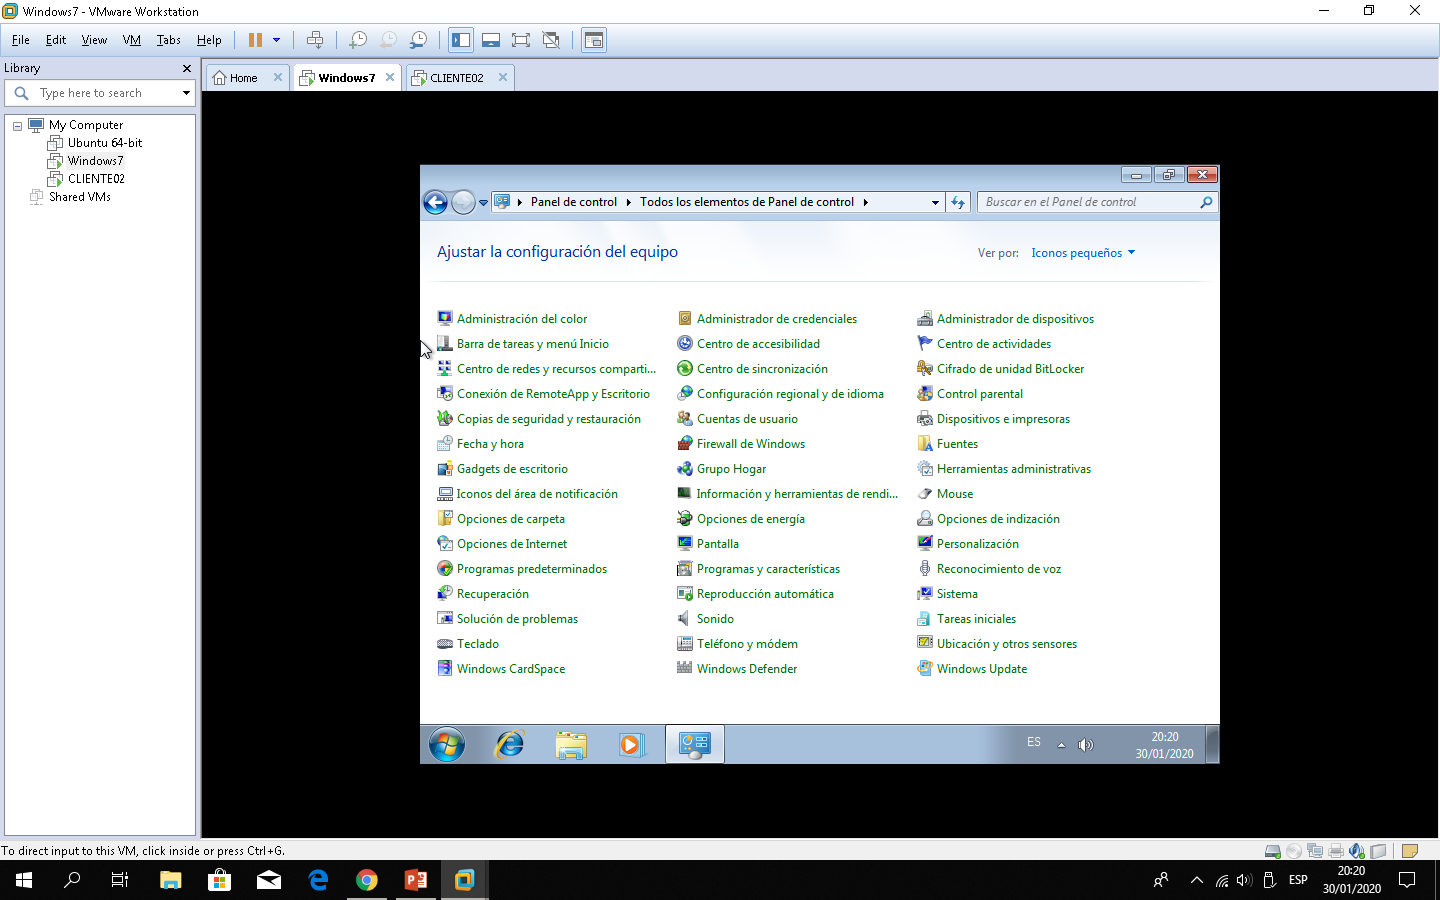 Windows7 - VMware Workstation
File Edit View VM Tabs Help
Library
Type here to search
My Computer
Ubuntu 64-bit
Windows7
CLIENTE02
Shared VMs
Home
Windows7
CLIENTE02
Panel de control
Todos los elementos de Panel de control
Buscar en el Panel de control
Ajustar la configuración del equipo
Ver por: Iconos pequeños
Administración del color
Administrador de credenciales
Administrador de dispositivos
Barra de tareas y menú Inicio
Centro de accesibilidad
Centro de actividades
Centro de redes y recursos comparti...
Centro de sincronización
Cifrado de unidad BitLocker
Conexión de RemoteApp y Escritorio
Configuración regional y de idioma
Control parental
Copias de seguridad y restauración
Cuentas de usuario
Dispositivos e impresoras
Fecha y hora
Firewall de Windows
Fuentes
Gadgets de escritorio
Grupo Hogar
Herramientas administrativas
Iconos del área de notificación
Información y herramientas de rendi...
Mouse
Opciones de carpeta
Opciones de energía
Opciones de indización
Opciones de Internet
Pantalla
Personalización
Programas predeterminados
Programas y características
Reconocimiento de voz
Recuperación
Reproducción automática
Sistema
Solución de problemas
Sonido
Tareas iniciales
Teclado
Teléfono y módem
Ubicación y otros sensores
Windows CardSpace
Windows Defender
Windows Update
ES
20:20
30/01/2020
To direct input to this VM, click inside or press Ctrl+G.
ESP
20:20
30/01/2020